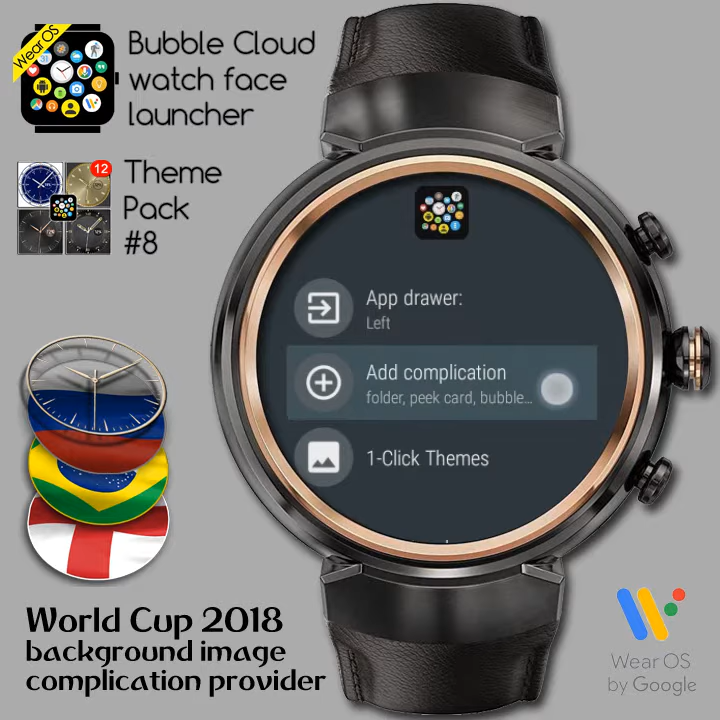 WearOS
Bubble Cloud
watch face
launcher
12
Theme
Pack
#8
App drawer:
Left
Add complication
folder, peek card, bubble...
1-Click Themes
World Cup 2018
background image
complication provider
Wear OS
by Google